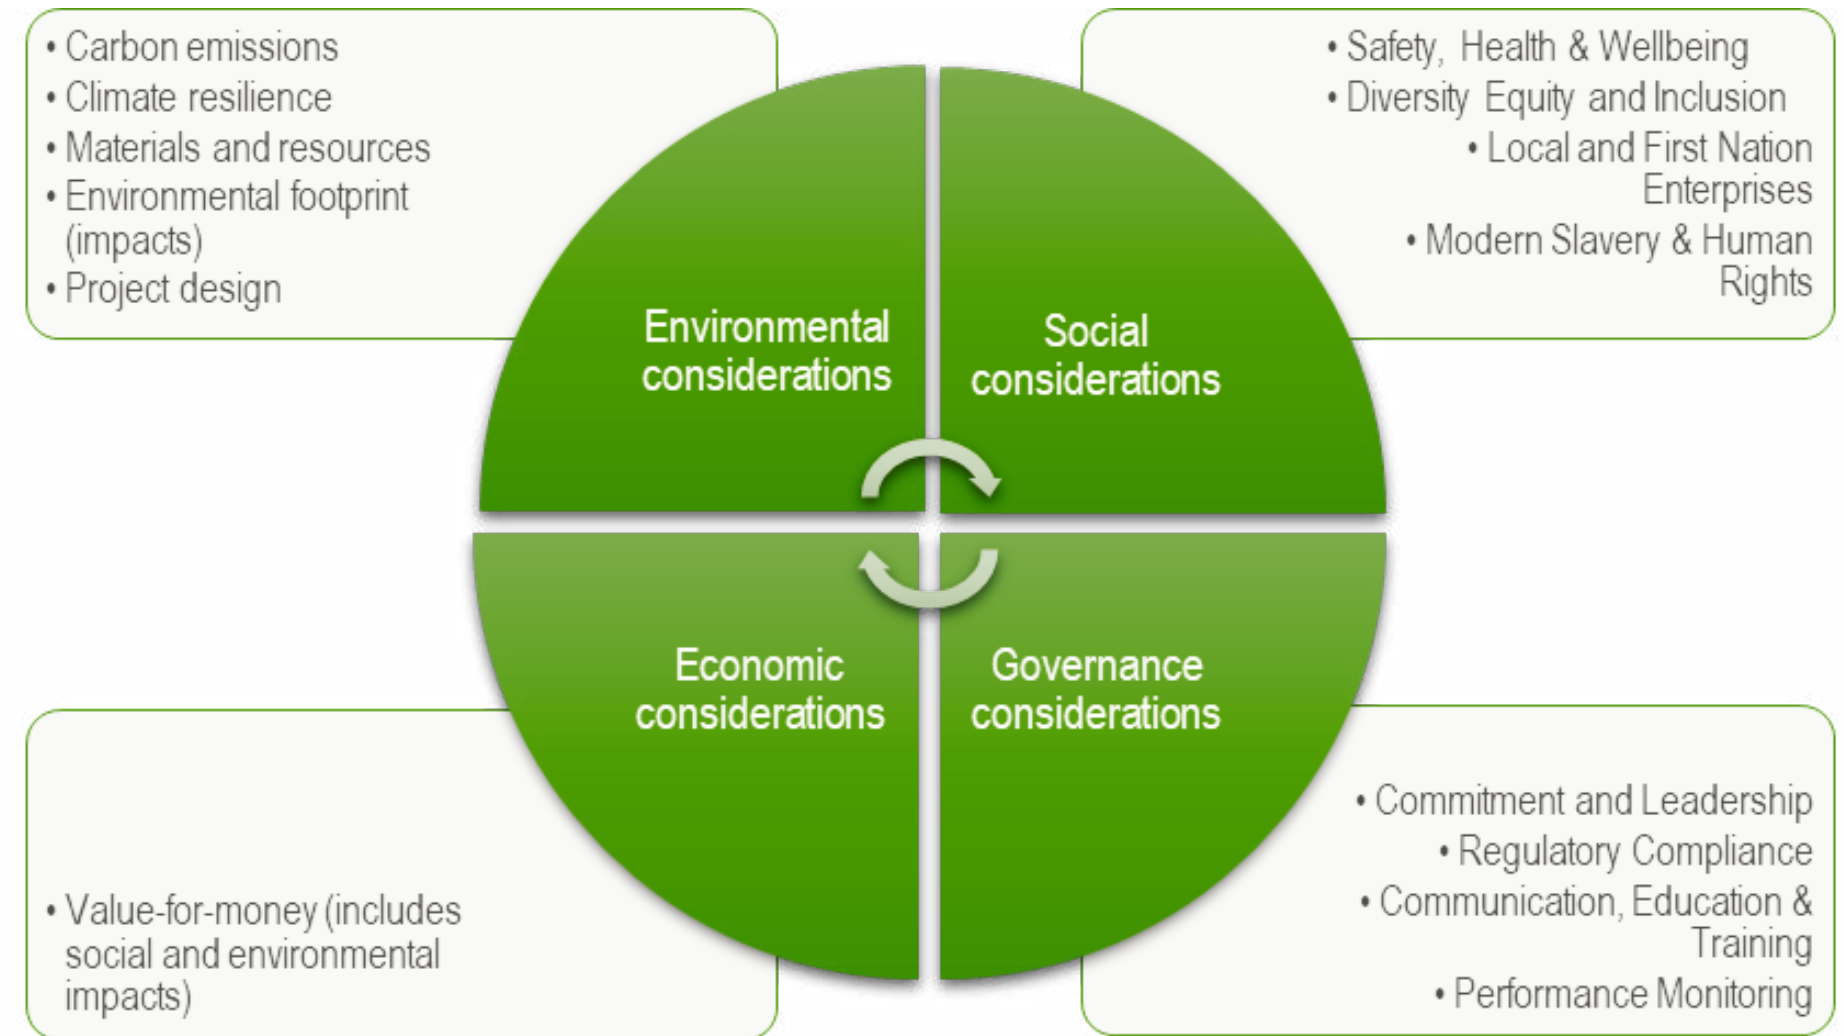 • Carbon emissions
• Climate resilience
• Materials and resources
• Environmental footprint
(impacts)
• Project design
• Safety, Health & Wellbeing
• Diversity Equity and Inclusion
• Local and First Nation
Enterprises
• Modern Slavery & Human
Rights
Environmental
considerations
Social
considerations
Economic
considerations
Governance
considerations
• Value-for-money (includes
social and environmental
impacts)
• Commitment and Leadership
• Regulatory Compliance
• Communication, Education &
Training
• Performance Monitoring